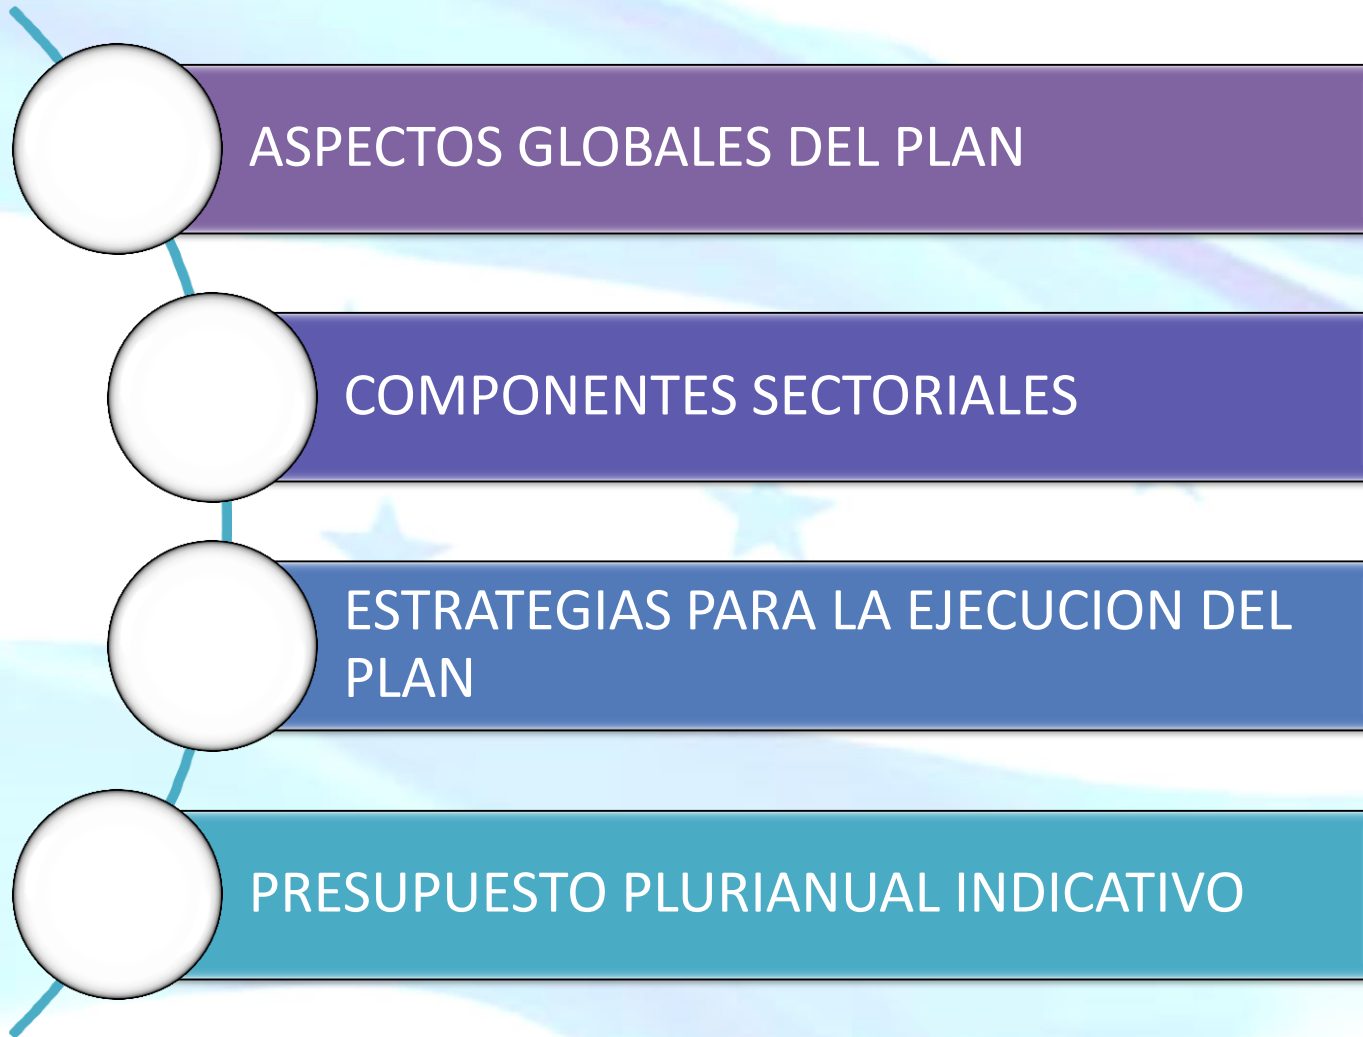 ASPECTOS GLOBALES DEL PLAN
COMPONENTES SECTORIALES
ESTRATEGIAS PARA LA EJECUCION DEL
PLAN
PRESUPUESTO PLURIANUAL INDICATIVO